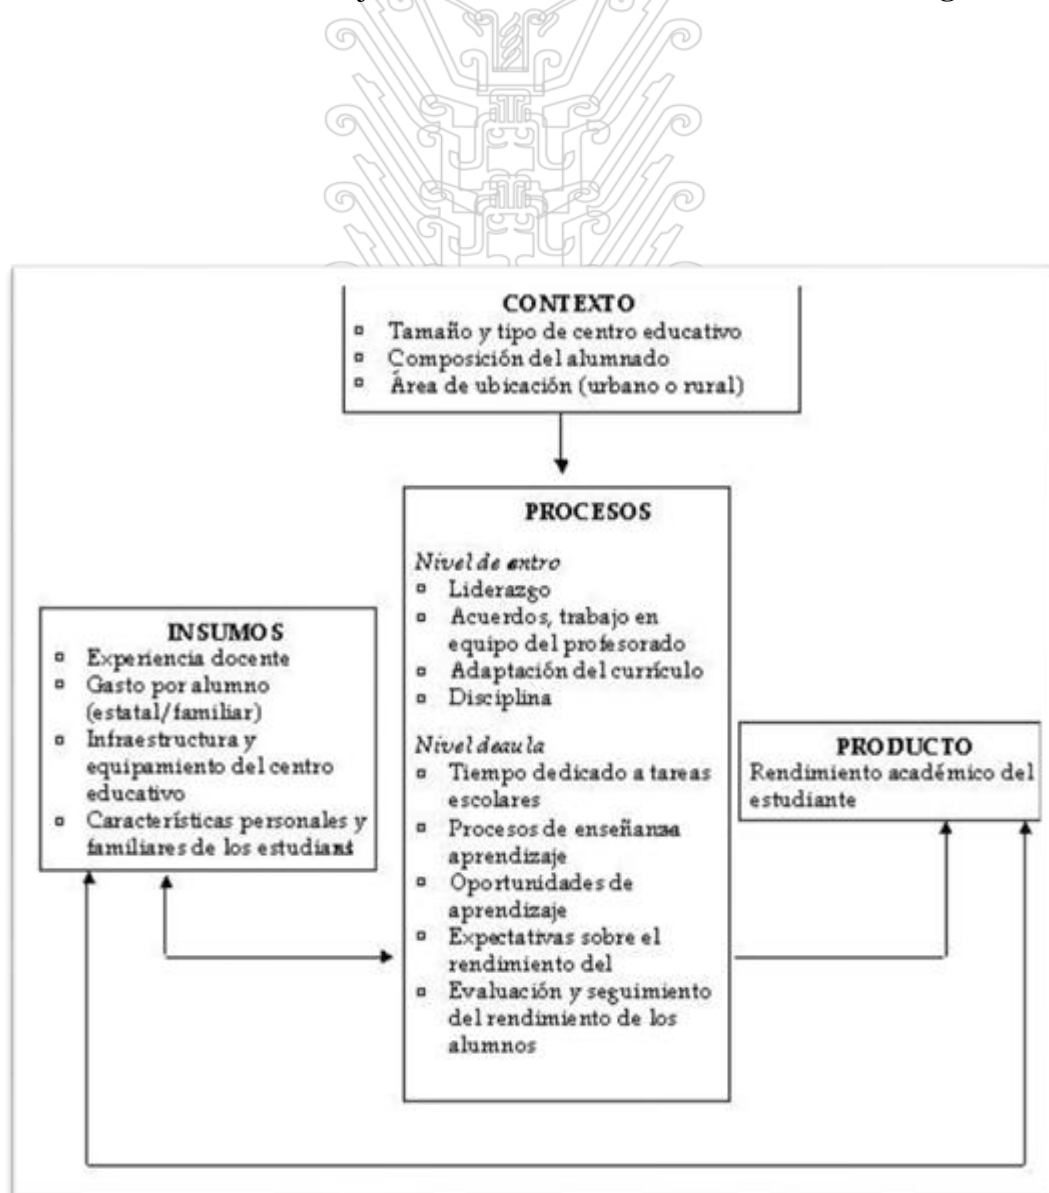 CONTEXTO
▫ Tamaño y tipo de centro educativo
▫ Composición del alumnado
▫ Área de ubicación (urbano o rural)
PROCESOS
Nivel de entro
▫ Liderazgo
▫ Acuerdos, trabajo en
equipo del profesorado
▫ Adaptación del currículo
▫ Disciplina
Nivel deaula
▫ Tiempo dedicado a tareas
escolares
▫ Procesos de enseñanza
aprendizaje
▫ Oportunidades de
aprendizaje
▫ Expectativas sobre el
rendimiento del
▫ Evaluación y seguimiento
del rendimiento de los
alumnos
INSUMOS
▫ Experiencia docente
▫ Gasto por alumno
(estatal/familiar)
▫ Infraestructura y
equipamiento del centro
educativo
▫ Características personales y
familiares de los
PRODUCTO
Rendimiento académico del
estudiante